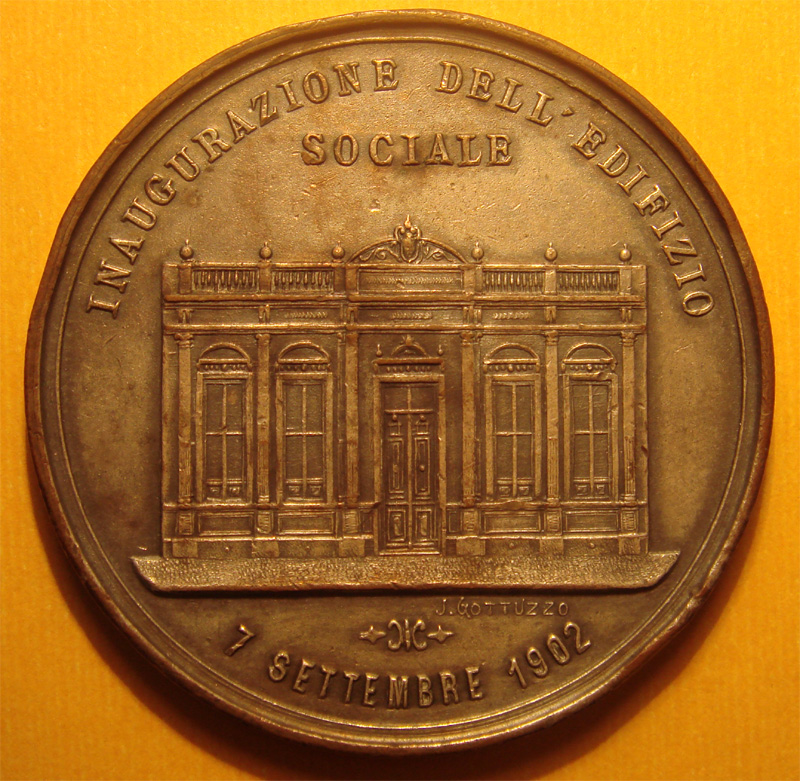 INAUGURAZIONE DELL'EDIFIZIO
SOCIALE
J. GOTTUZZO
7 SETTEMBRE 1902